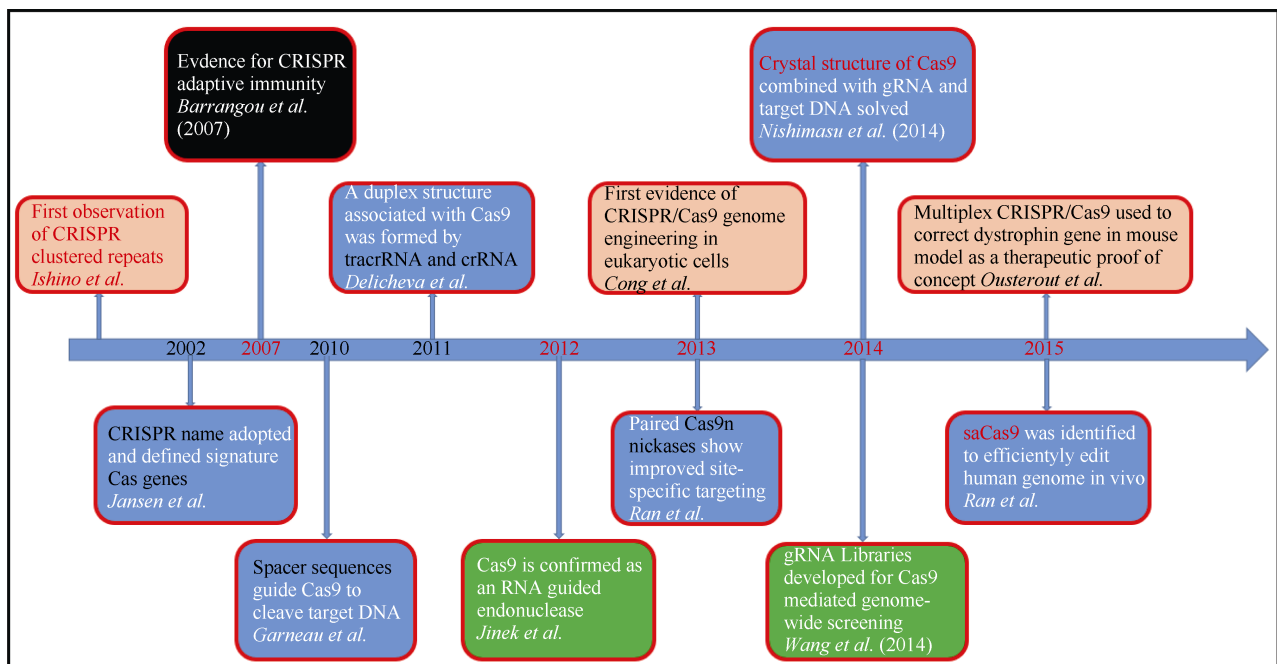 Evdence for CRISPR
adaptive immunity
Barrangou et al.
(2007)
Crystal structure of Cas9
combined with gRNA and
target DNA solved
Nishimasu et al. (2014)
First observation
of CRISPR
clustered repeats
Ishino et al.
A duplex structure
associated with Cas9
was formed by
tracrRNA and crRNA
Delicheva et al.
First evidence of
CRISPR/Cas9 genome
engineering in
eukaryotic cells
Cong et al.
Multiplex CRISPR/Cas9 used to
correct dystrophin gene in mouse
model as a therapeutic proof of
concept Ousterout et al.
2002 2007 2010 2011 2012 2013 2014 2015
CRISPR name adopted
and defined signature
Cas genes
Jansen et al.
Paired Cas9n
nickases show
improved site-
specific targeting
Ran et al.
saCas9 was identified
to efficientyly edit
human genome in vivo
Ran et al.
Spacer sequences
guide Cas9 to
cleave target DNA
Garneau et al.
Cas9 is confirmed as
an RNA guided
endonuclease
Jinek et al.
gRNA Libraries
developed for Cas9
mediated genome-
wide screening
Wang et al. (2014)